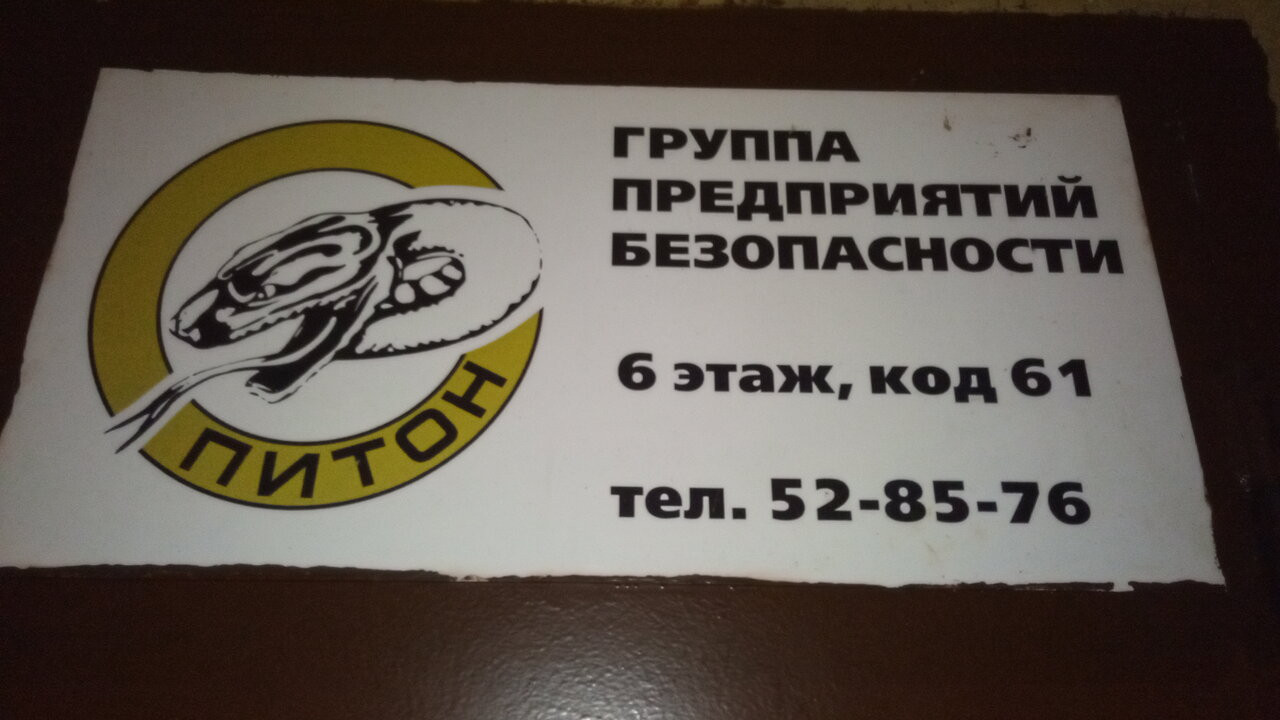 ПИТОН
ГРУППА
ПРЕДПРИЯТИЙ
БЕЗОПАСНОСТИ
6 этаж, код 61
тел. 52-85-76